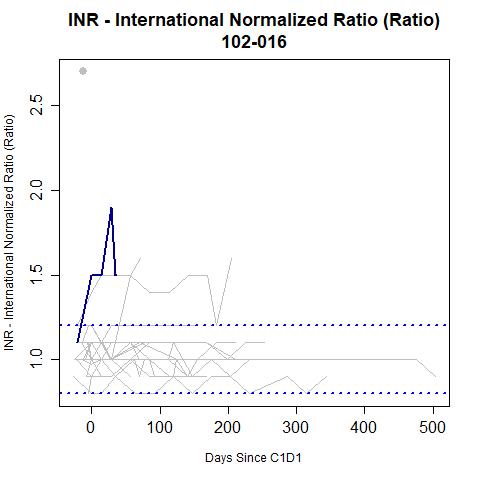 INR - International Normalized Ratio (Ratio)
102-016
INR - International Normalized Ratio (Ratio)
2.5
2.0
1.5
1.0
0 100 200 300 400 500
Days Since C1D1